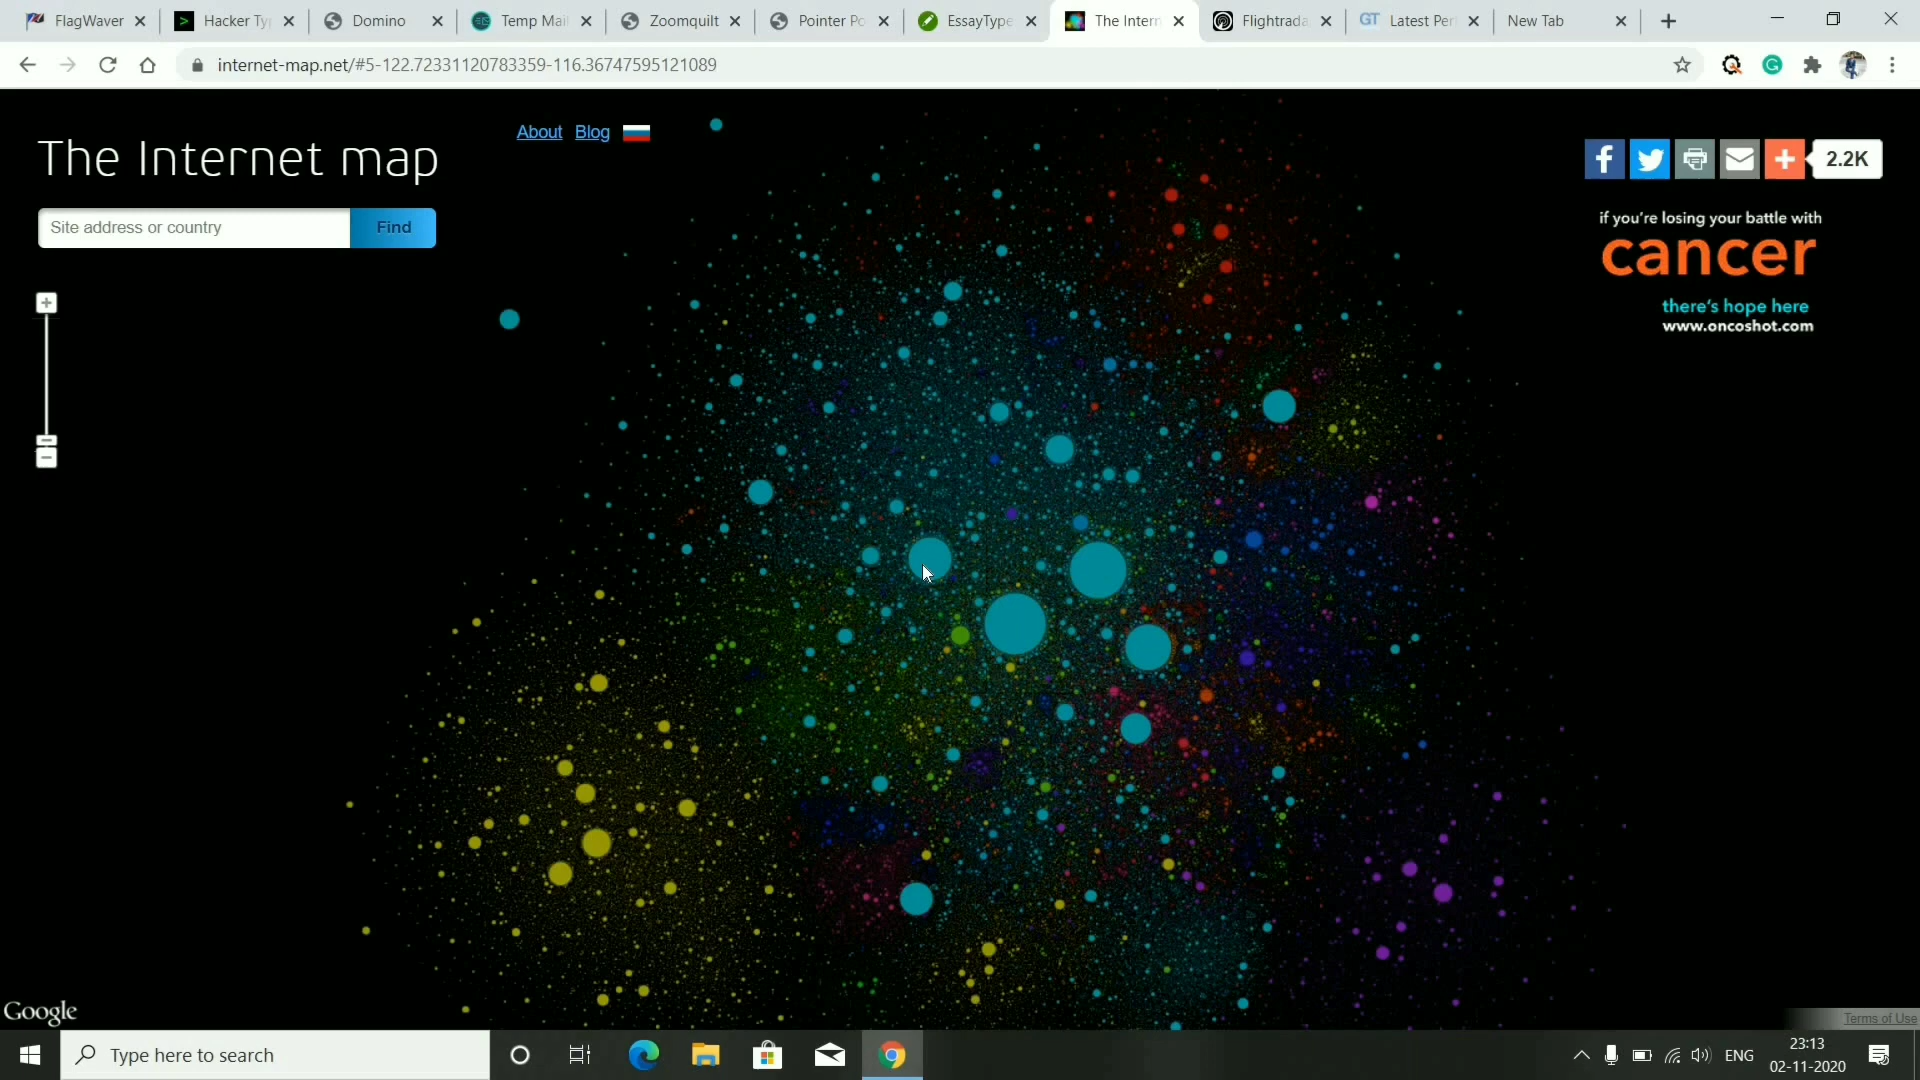 FlagWaver
Hacker Ty
Domino
Temp Mai
Zoomquilt
Pointer Po
EssayType
The Intern
Flightrada
GT Latest Per
New Tab
internet-map.net/#5-122.72331120783359-116.36747595121089
About Blog
The Internet map
2.2K
Site address or country
Find
if you're losing your battle with
cancer
there's hope here
www.oncoshot.com
Google
Terms of Use
Type here to search
ENG
23:13
02-11-2020